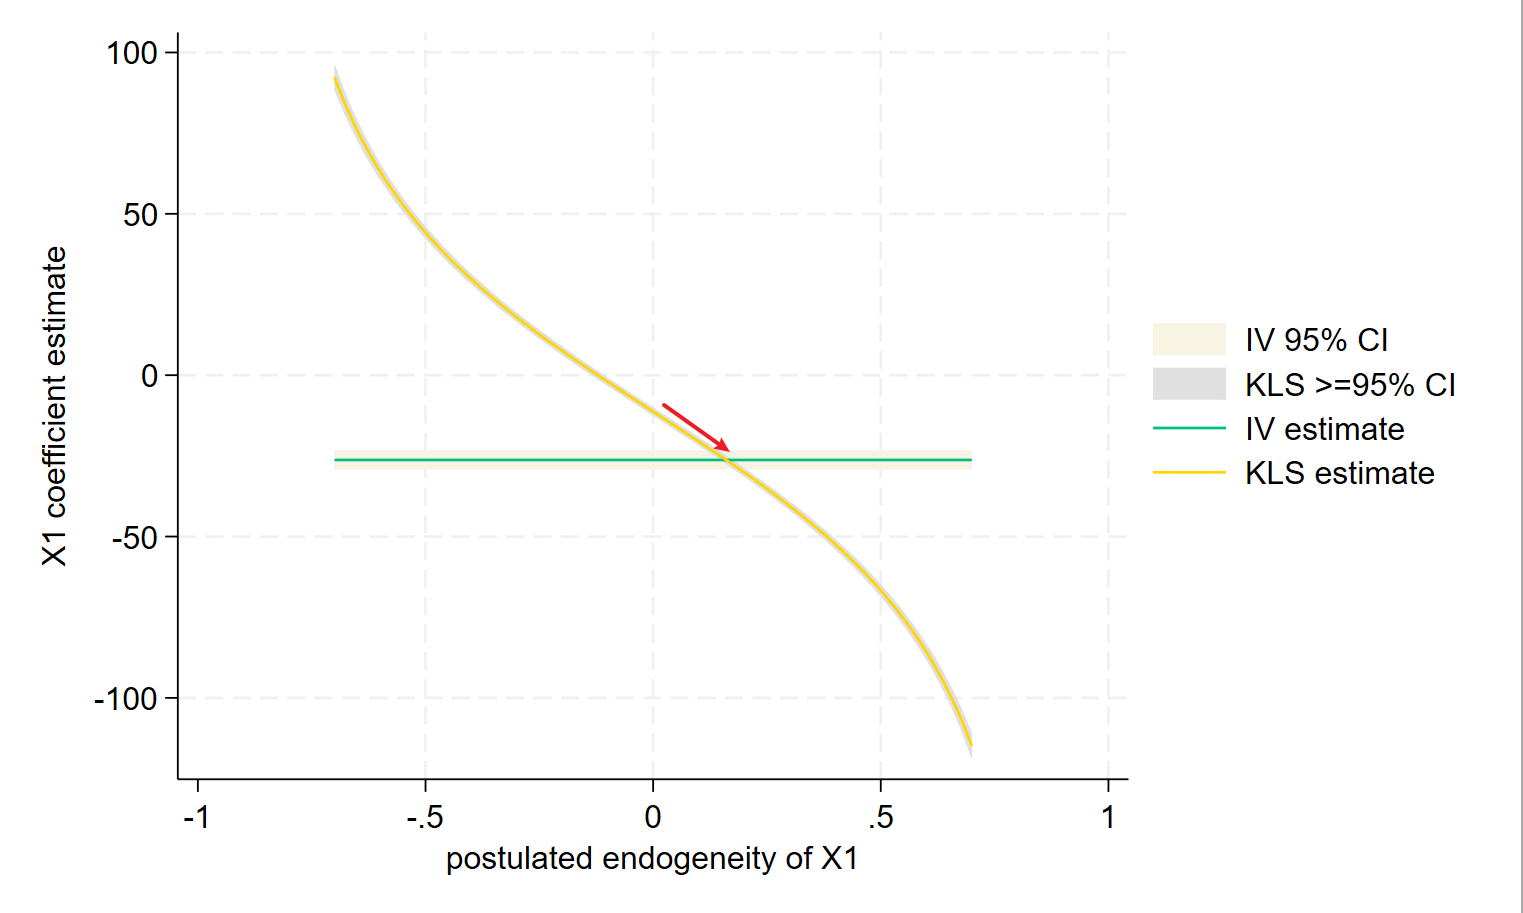 100
50
0
-50
-100
X1 coefficient estimate
-1
-.5
0
.5
1
postulated endogeneity of X1
IV 95% CI
KLS >=95% CI
IV estimate
KLS estimate